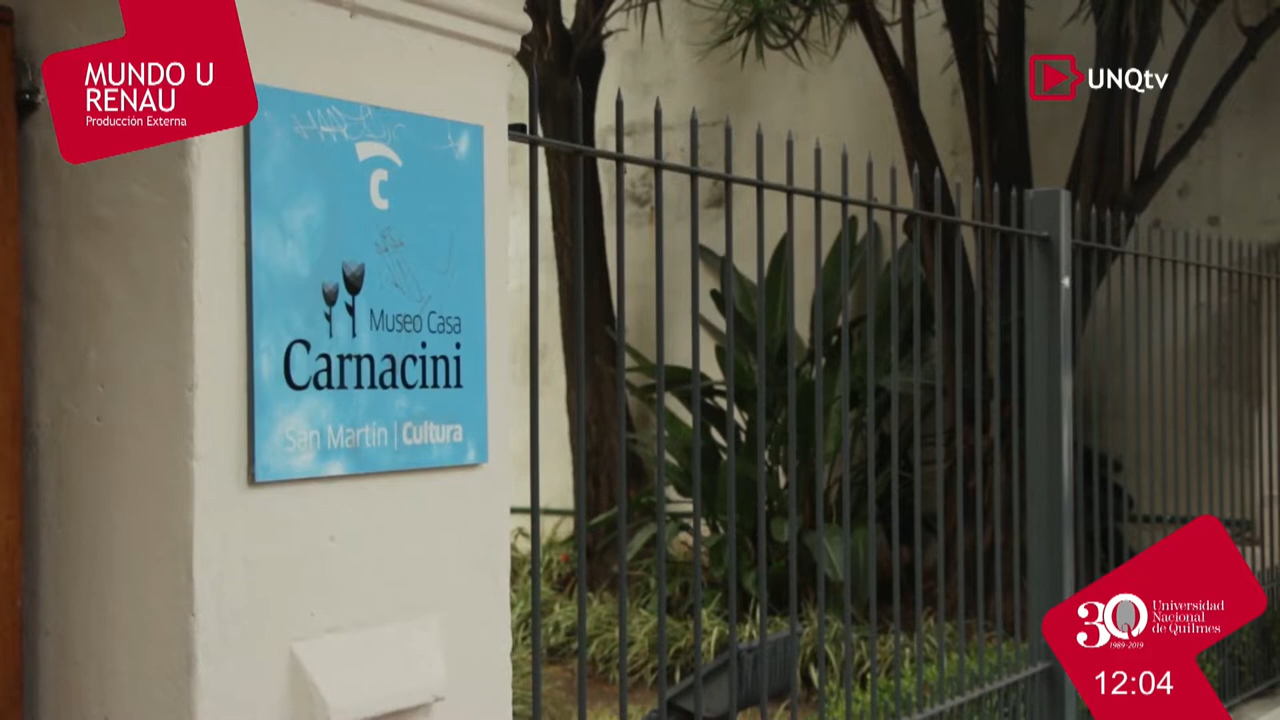 MUNDO U
RENAU
Producción Externa
UNQtv
C
Museo Casa
Carnacini
San Martín | Cultura
30
Universidad
Nacional
de Quilmes
1989-2019
12:04